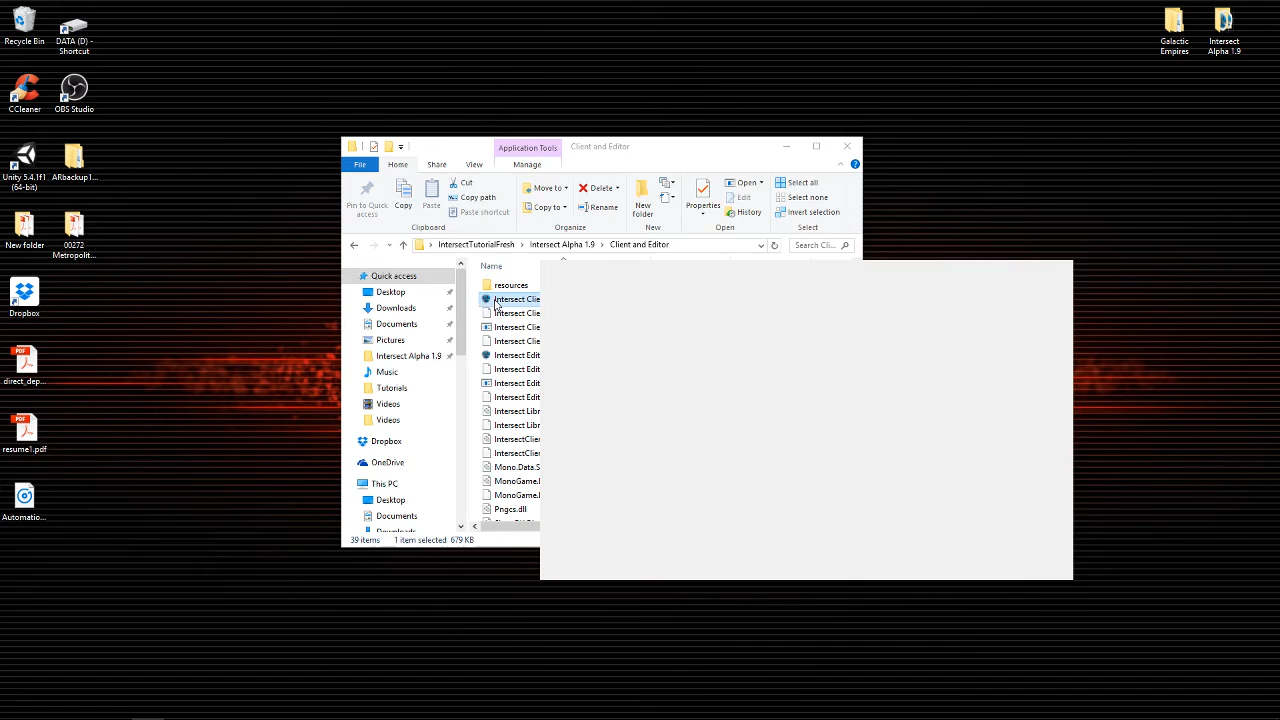 Recycle Bin
DATA (D) -
Shortcut
Galactic
Empires
Intersect
Alpha 1.9
CCleaner
OBS Studio
Unity 5.4.1f1
(64-bit)
ARbackup1...
New folder
00272
Metropolit...
Dropbox
PDF
direct_dep...
PDF
resume1.pdf
Automatio...
Application Tools
Client and Editor
File
Home
Share
View
Manage
Pin to Quick
access
Copy
Paste
Cut
Copy path
Paste shortcut
Clipboard
Move to
Copy to
Delete
Rename
Organize
New
folder
New
Properties
Open
Edit
History
Open
Select all
Select none
Invert selection
Select
IntersectTutorialFresh
Intersect Alpha 1.9
Client and Editor
Search Cli...
Quick access
Desktop
Downloads
Documents
Pictures
Intersect Alpha 1.9
Music
Tutorials
Videos
Videos
Dropbox
OneDrive
This PC
Desktop
Documents
Name
resources
Intersect Clie
Intersect Clie
Intersect Clie
Intersect Clie
Intersect Edit
Intersect Edit
Intersect Edit
Intersect Edit
Intersect Libr
Intersect Libr
IntersectClie
IntersectClie
Mono.Data.S
MonoGame.
MonoGame.
Pngcs.dll
39 items
1 item selected
679 KB